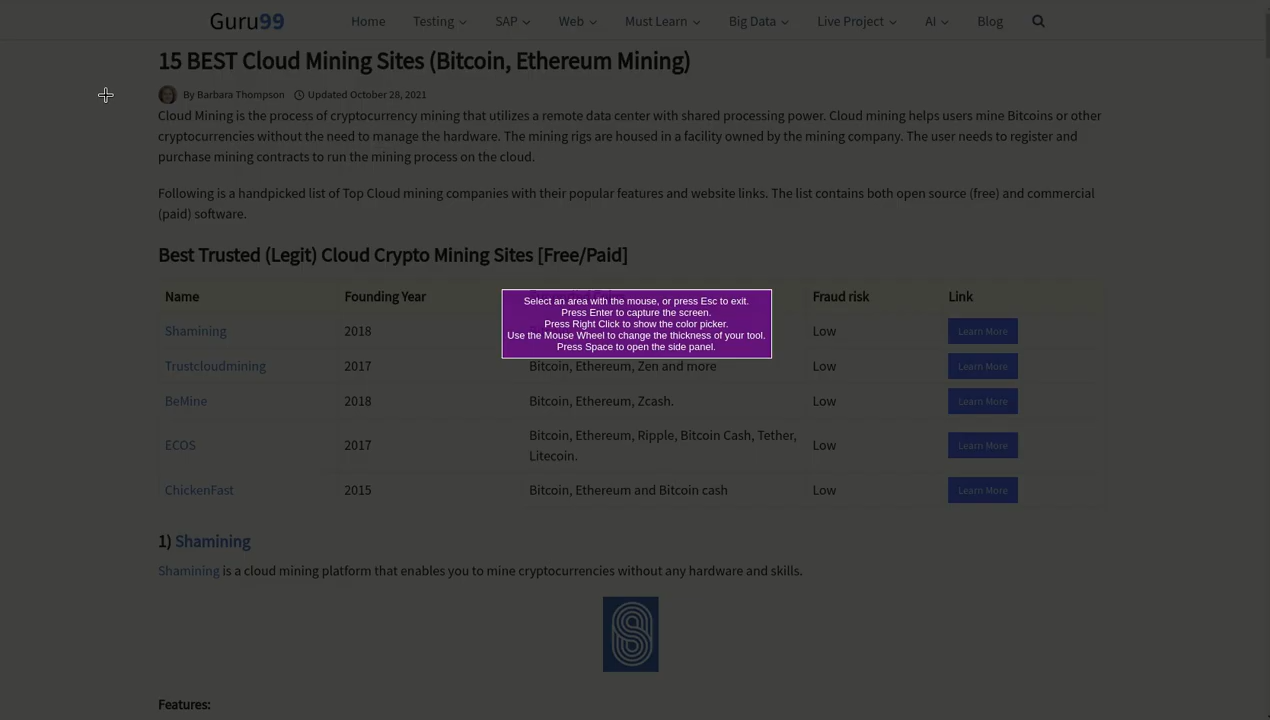 Guru99 Home Testing SAP Web Must Learn Big Data Live Project AI Blog
15 BEST Cloud Mining Sites (Bitcoin, Ethereum Mining)
By Barbara Thompson Updated October 28, 2021
Cloud Mining is the process of cryptocurrency mining that utilizes a remote data center with shared processing power. Cloud mining helps users mine Bitcoins or other
cryptocurrencies without the need to manage the hardware. The mining rigs are housed in a facility owned by the mining company. The user needs to register and
purchase mining contracts to run the mining process on the cloud.
Following is a handpicked list of Top Cloud mining companies with their popular features and website links. The list contains both open source (free) and commercial
(paid) software.
Best Trusted (Legit) Cloud Crypto Mining Sites [Free/Paid]
Name Founding Year Fraud risk Link
Select an area with the mouse, or press Esc to exit.
Press Enter to capture the screen.
Press Right Click to show the color picker.
Use the Mouse Wheel to change the thickness of your tool.
Press Space to open the side panel.
Shamining 2018 Low Learn More
Trustcloudmining 2017 Bitcoin, Ethereum, Zen and more Low Learn More
BeMine 2018 Bitcoin, Ethereum, Zcash. Low Learn More
ECOS 2017 Bitcoin, Ethereum, Ripple, Bitcoin Cash, Tether, Low Learn More
Litecoin.
ChickenFast 2015 Bitcoin, Ethereum and Bitcoin cash Low Learn More
1) Shamining
Shamining is a cloud mining platform that enables you to mine cryptocurrencies without any hardware and skills.
Features: